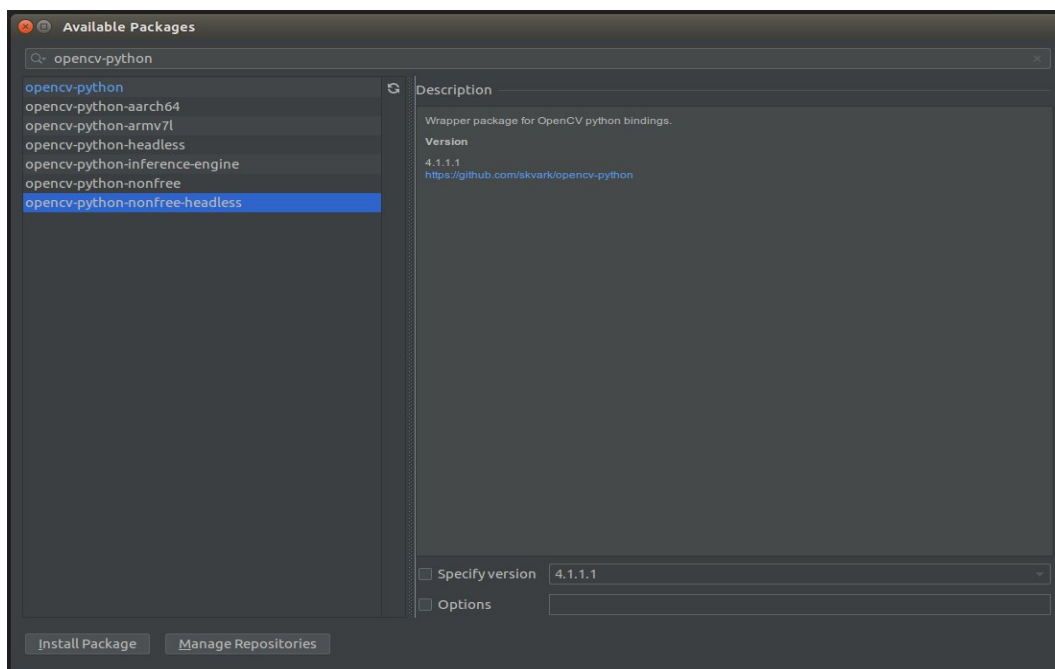 Available Packages
opencv-python
opencv-python
opencv-python-aarch64
opencv-python-armv7l
opencv-python-headless
opencv-python-inference-engine
opencv-python-nonfree
opencv-python-nonfree-headless
Description
Wrapper package for OpenCV python bindings.
Version
4.1.1.1
https://github.com/skvark/opencv-python
Specify version 4.1.1.1
Options
Install Package Manage Repositories